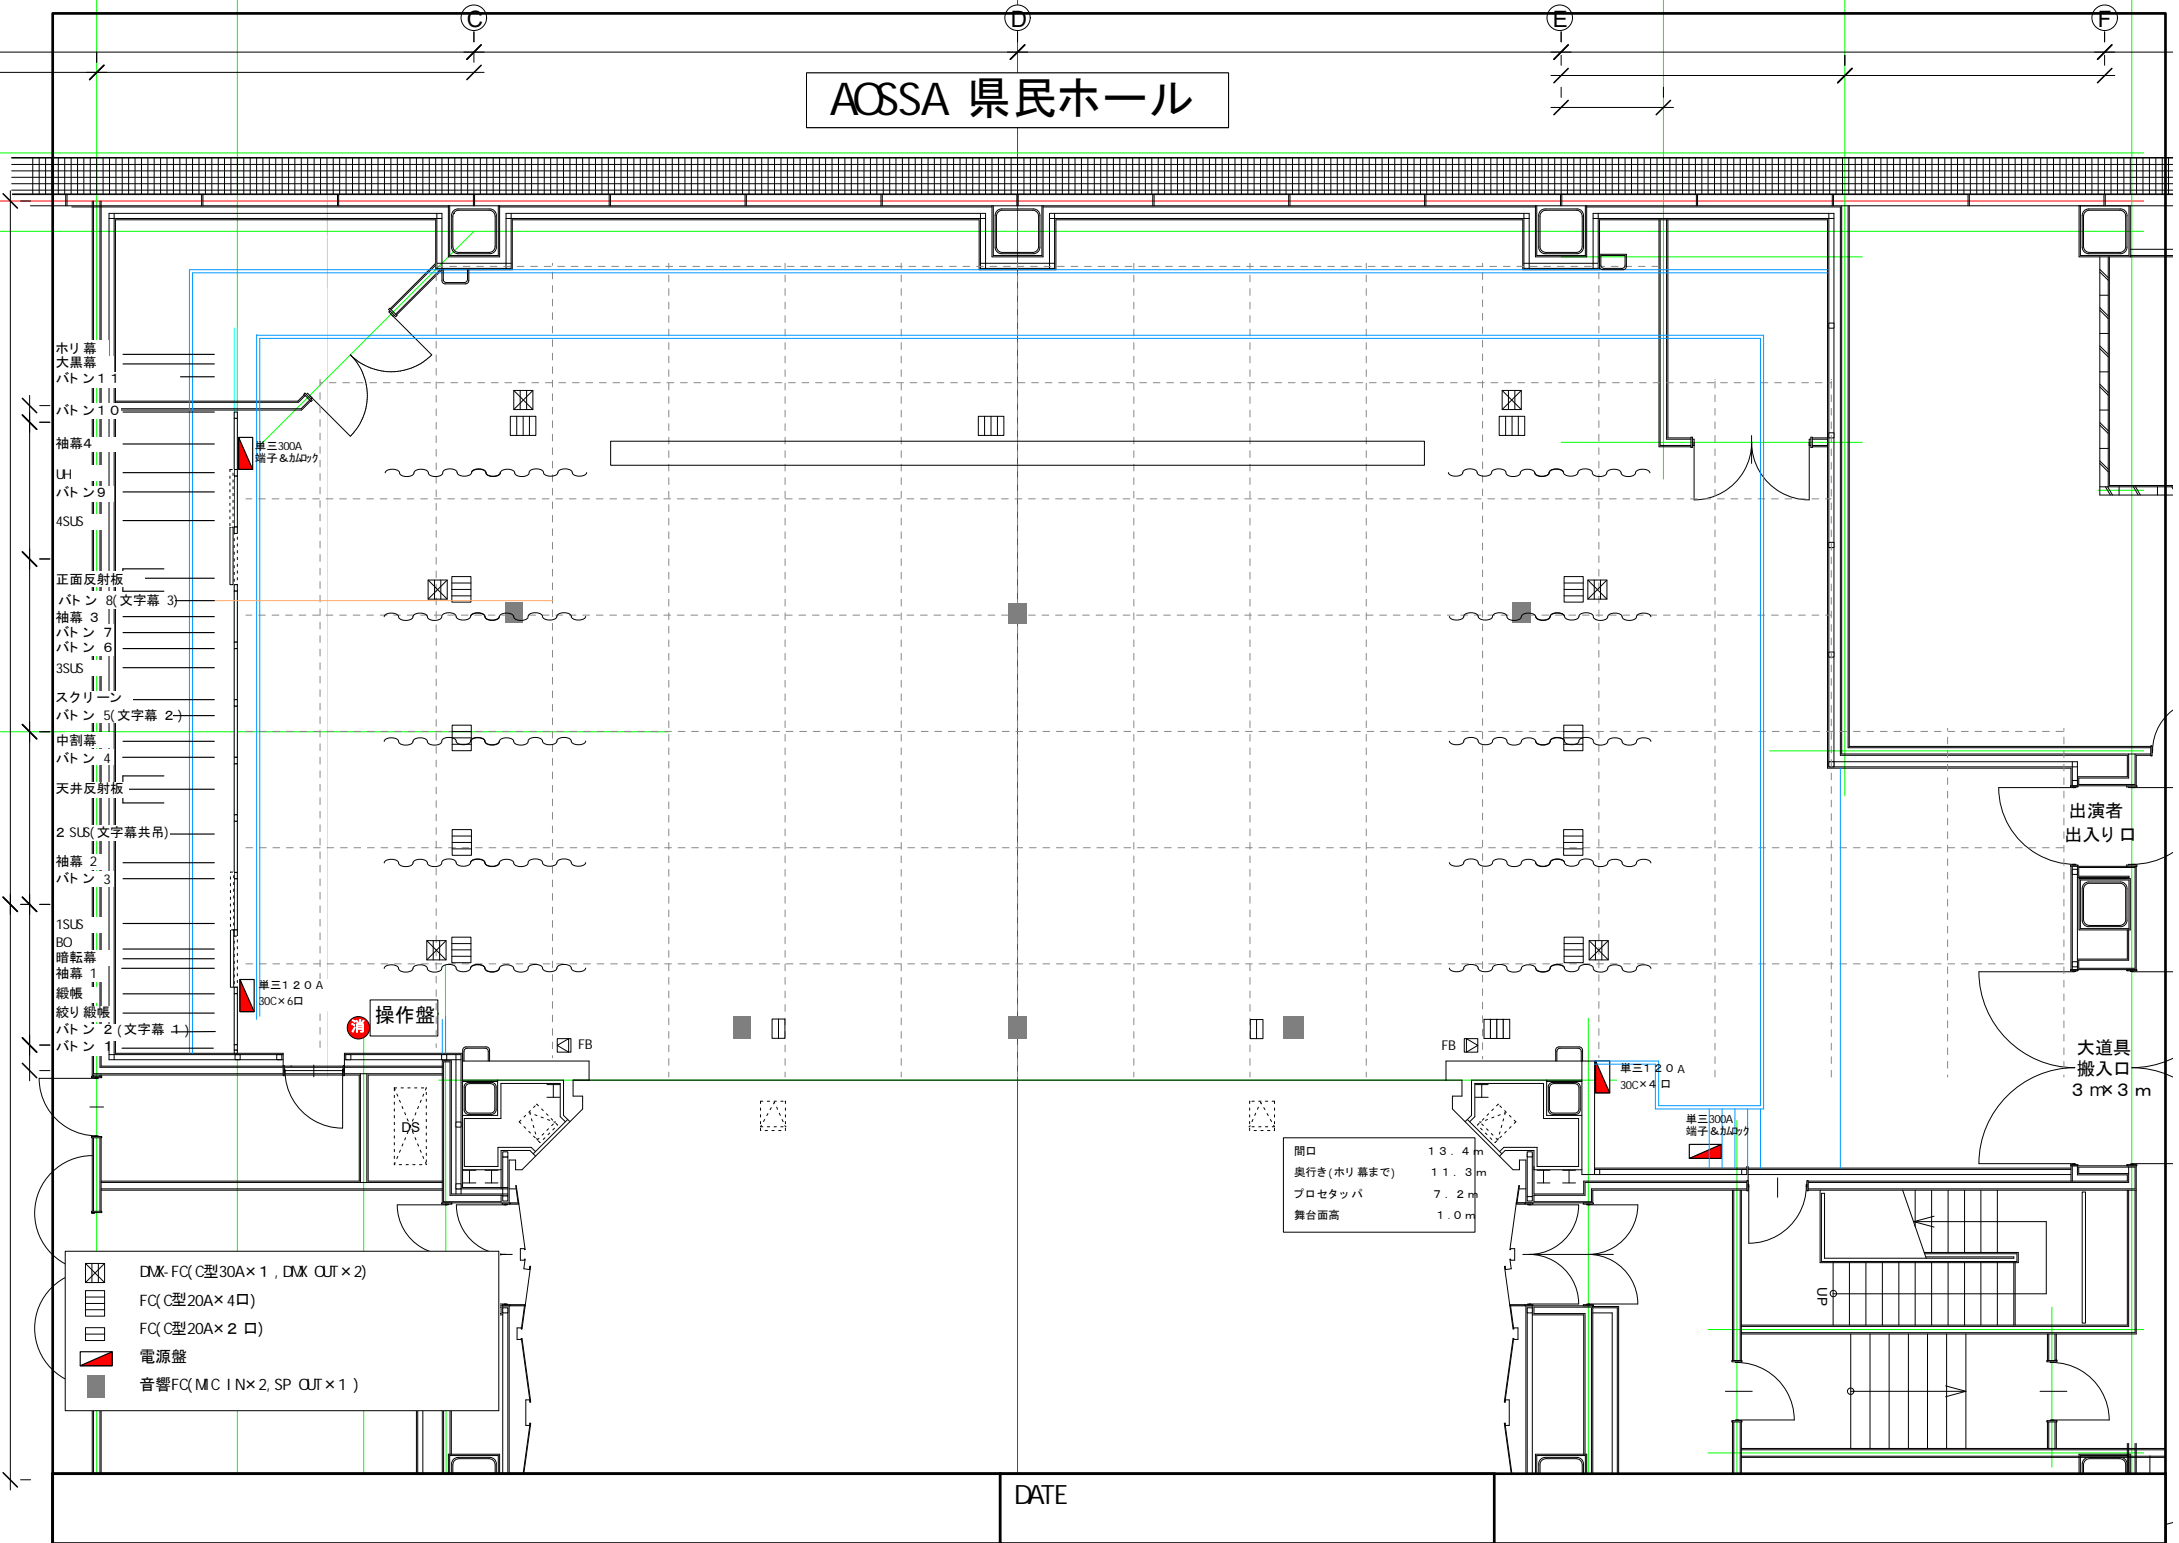 C
D
E
F
AOSSA 県民ホール
ホリ幕
大黒幕
バトン11
バトン10
袖幕4
UH
バトン9
4SUS
正面反射板
バトン 8(文字幕 3)
袖幕 3
バトン 7
バトン 6
3SUS
スクリーン
バトン 5(文字幕 2)
中割幕
バトン 4
天井反射板
2 SUS(文字幕共吊)
袖幕 2
バトン 3
1SUS
BO
暗転幕
袖幕 1
緞帳
絞り緞帳
バトン 2(文字幕 1)
バトン 1
単三300A
端子&カムロック
単三120A
30C×6口
消
操作盤
FB
FB
単三120A
30C×4口
単三300A
端子&カムロック
出演者
出入り口
大道具
搬入口
3m×3m
DS
間口 13.4m
奥行き(ホリ幕まで) 11.3m
プロセタッパ 7.2m
舞台面高 1.0m
UP
DMX-FC(C型30A×1,DMX OUT×2)
FC(C型20A×4口)
FC(C型20A×2口)
電源盤
音響FC(MIC IN×2,SP OUT×1)
DATE